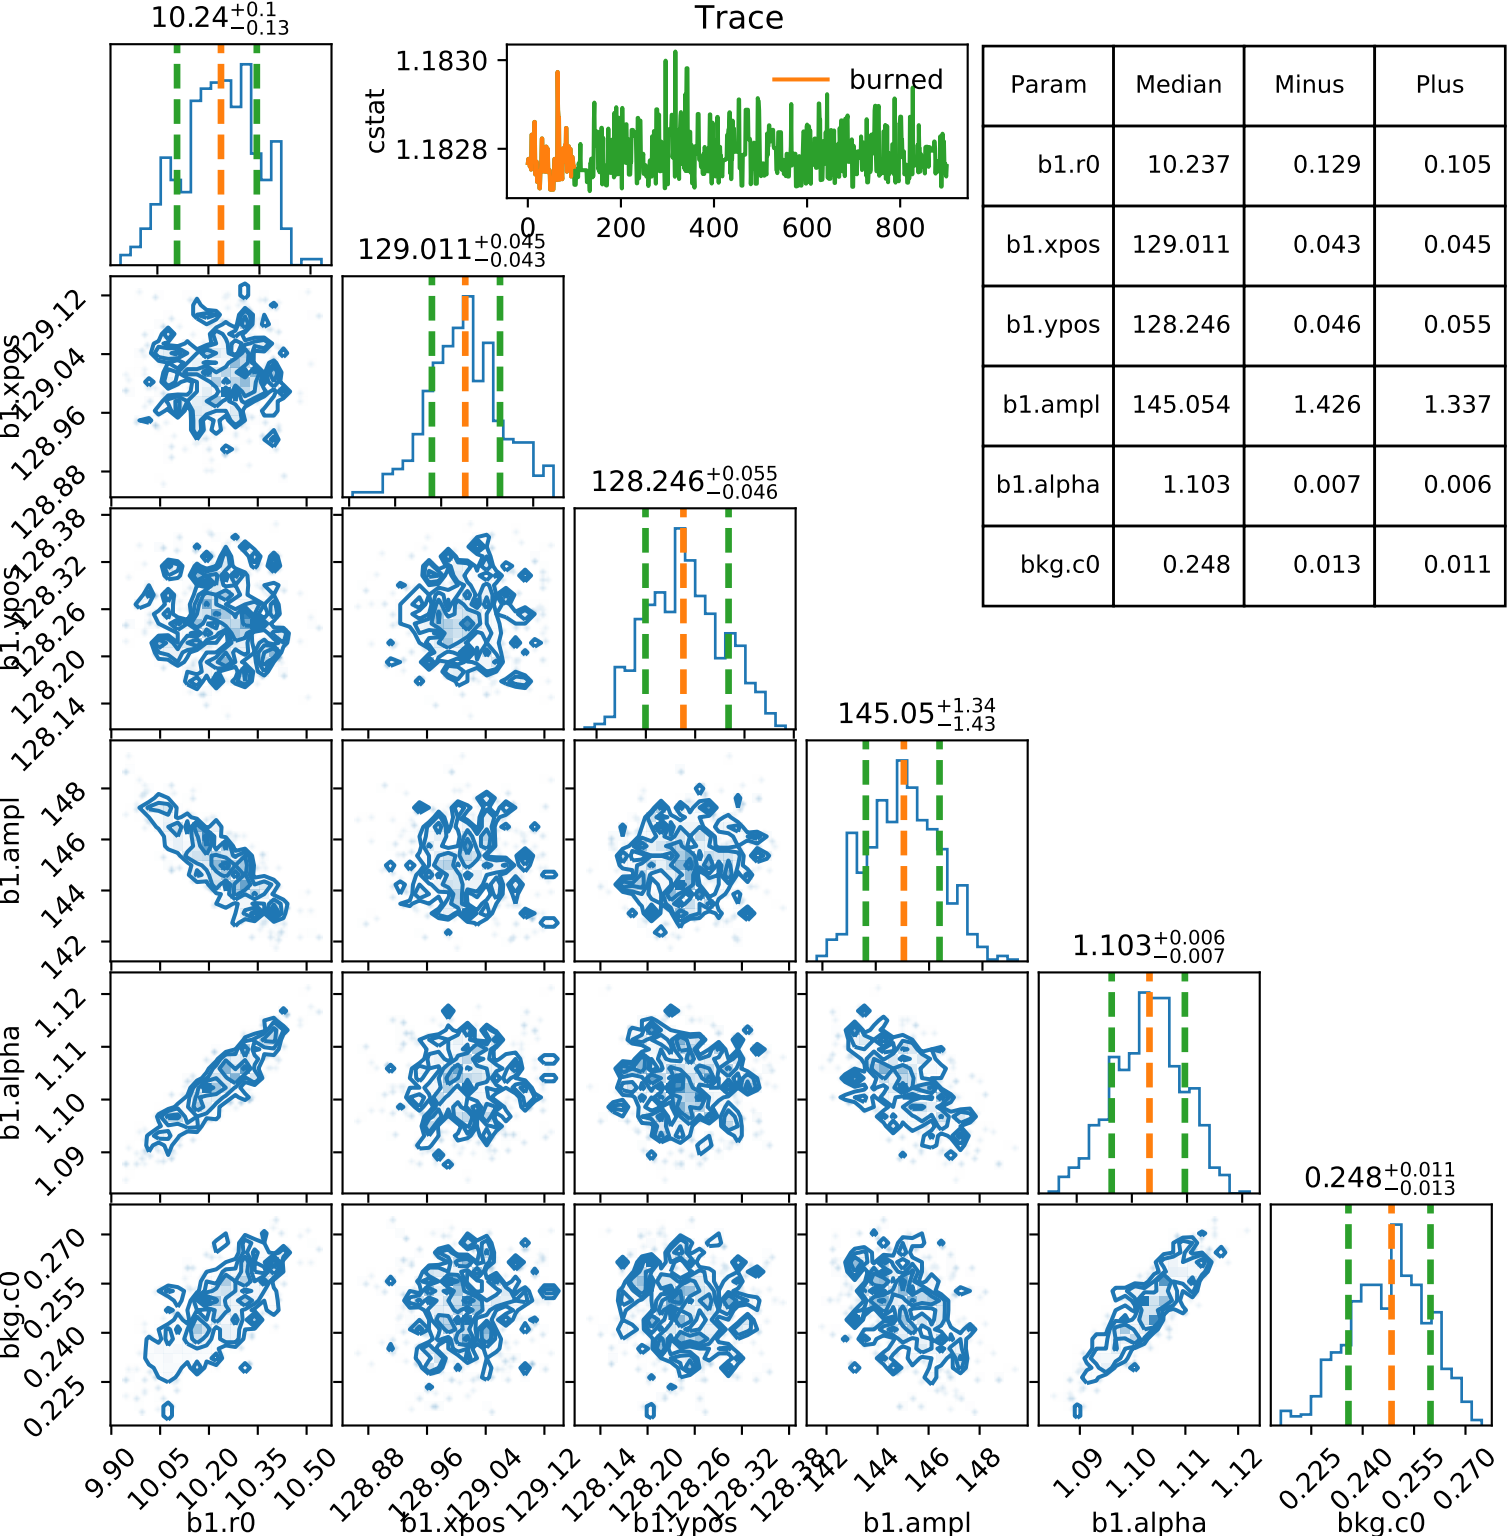 10.24+0.1−0.13
Trace
cstat
1.1830
1.1828
burned
0 200 400 600 800
Param Median Minus Plus
b1.r0 10.237 0.129 0.105
b1.xpos 129.011 0.043 0.045
b1.ypos 128.246 0.046 0.055
b1.ampl 145.054 1.426 1.337
b1.alpha 1.103 0.007 0.006
bkg.c0 0.248 0.013 0.011
129.011+0.045−0.043
b1.xpos
129.12
129.04
128.96
128.88
128.246+0.055−0.046
b1.ypos
128.38
128.32
128.26
128.20
128.14
145.05+1.34−1.43
b1.ampl
148
146
144
142
1.103+0.006−0.007
b1.alpha
1.12
1.11
1.10
1.09
0.248+0.011−0.013
bkg.c0
0.270
0.255
0.240
0.225
9.90 10.05 10.20 10.35 10.50
128.88 128.96 129.04 129.12
128.14 128.20 128.26 128.32 128.38
142 144 146 148
1.09 1.10 1.11 1.12
0.225 0.240 0.255 0.270
b1.r0 b1.xpos b1.ypos b1.ampl b1.alpha bkg.c0